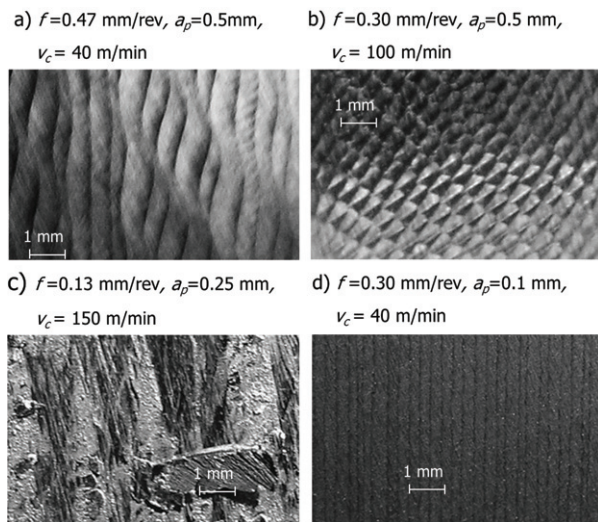 a) f=0.47 mm/rev, ap=0.5mm,
vc= 40 m/min
b) f=0.30 mm/rev, ap=0.5 mm,
vc= 100 m/min
1 mm
1 mm
c) f=0.13 mm/rev, ap=0.25 mm,
vc= 150 m/min
d) f=0.30 mm/rev, ap=0.1 mm,
vc= 40 m/min
1 mm
1 mm